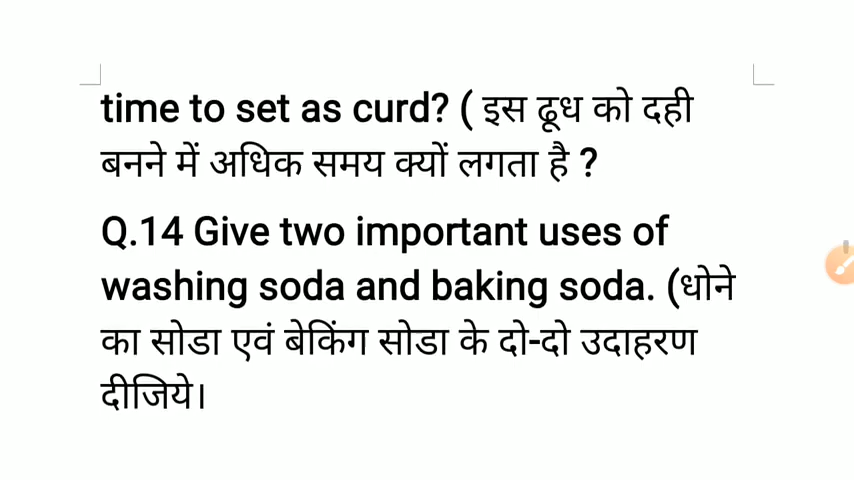 time to set as curd? ( इस ढूध को दही
बनने में अधिक समय क्यों लगता है ?
Q.14 Give two important uses of
washing soda and baking soda. (धोने
का सोडा एवं बेकिंग सोडा के दो-दो उदाहरण
दीजिये।